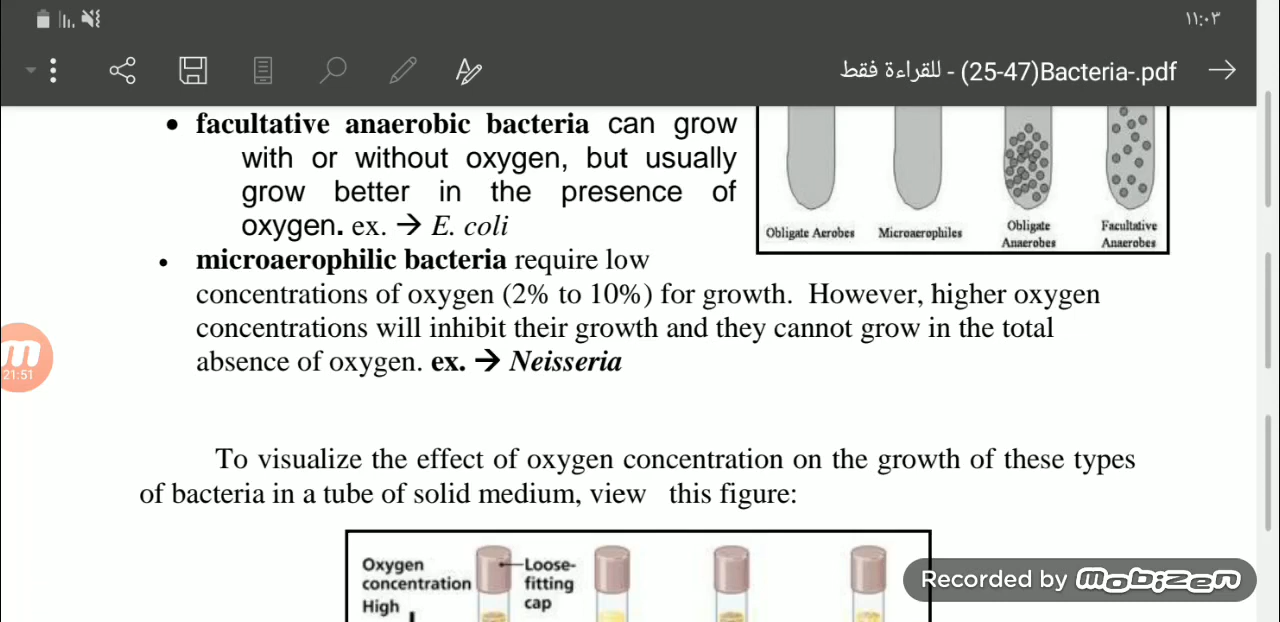 ١١:٠٣
للقراءة فقط - (25-47)Bacteria-.pdf
• facultative anaerobic bacteria can grow
with or without oxygen, but usually
grow better in the presence of
oxygen. ex. → E. coli
Obligate Aerobes
Microaerophiles
Obligate
Anaerobes
Facultative
Anaerobes
• microaerophilic bacteria require low
concentrations of oxygen (2% to 10%) for growth. However, higher oxygen
concentrations will inhibit their growth and they cannot grow in the total
absence of oxygen. ex. → Neisseria
m
21:51
To visualize the effect of oxygen concentration on the growth of these types
of bacteria in a tube of solid medium, view this figure:
Oxygen
concentration
High
Loose-
fitting
cap
Recorded by mobizen